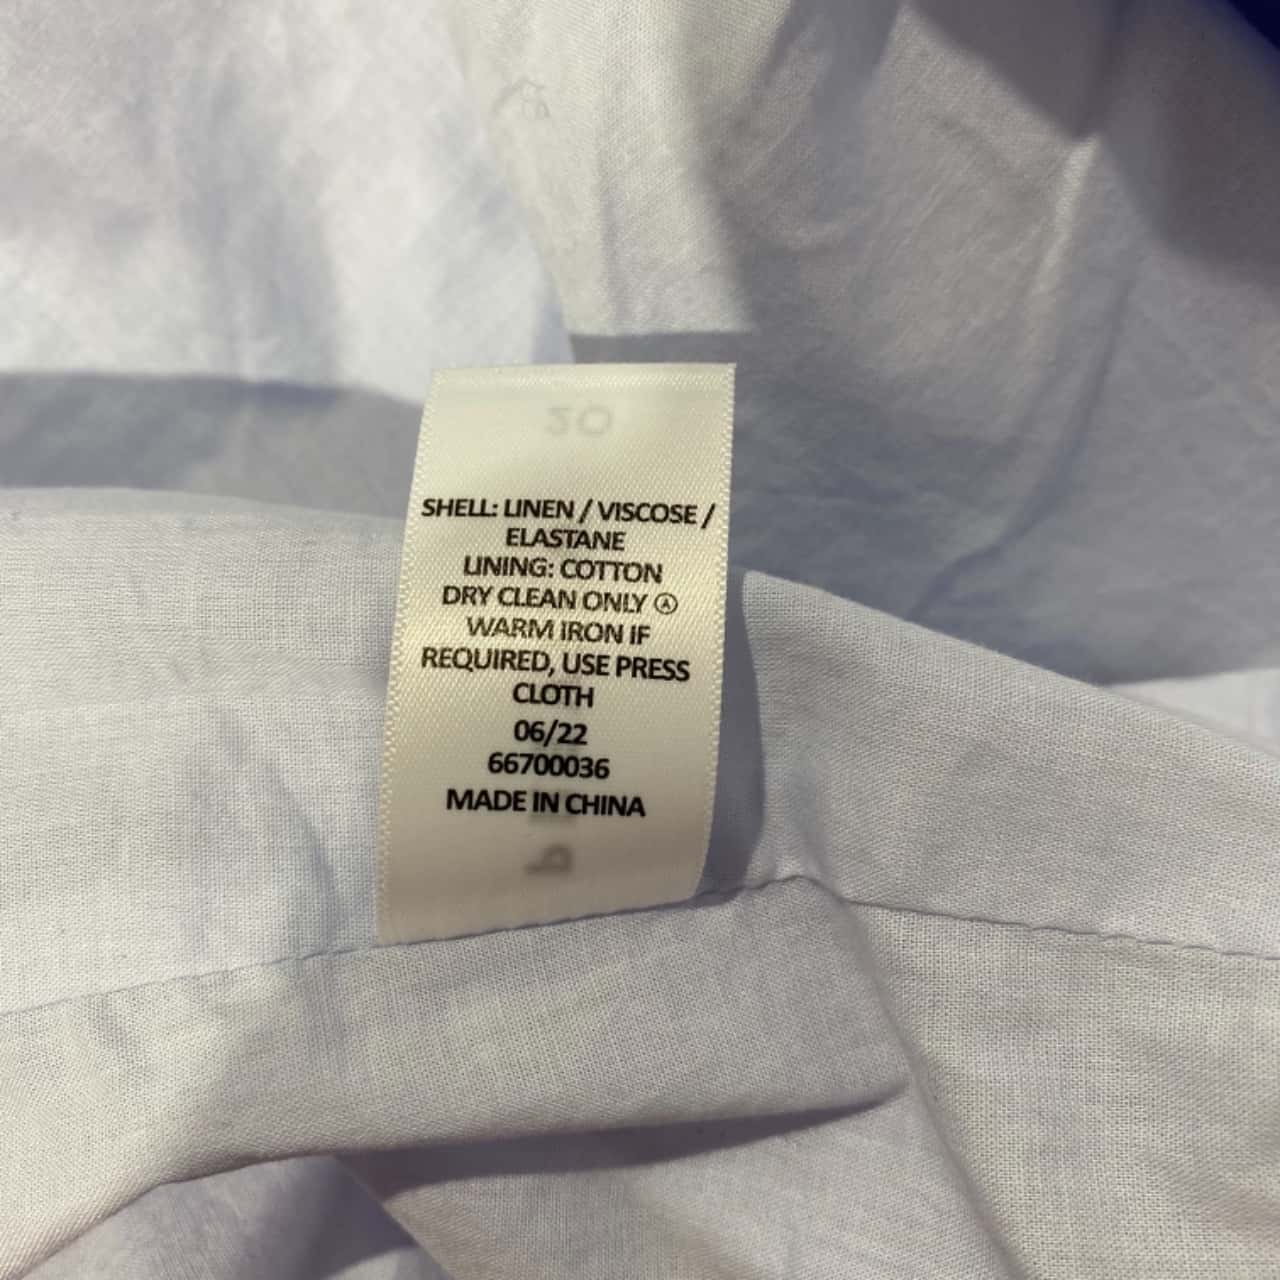 20
SHELL: LINEN / VISCOSE /
ELASTANE
LINING: COTTON
DRY CLEAN ONLY Ⓐ
WARM IRON IF
REQUIRED, USE PRESS
CLOTH
06/22
66700036
MADE IN CHINA